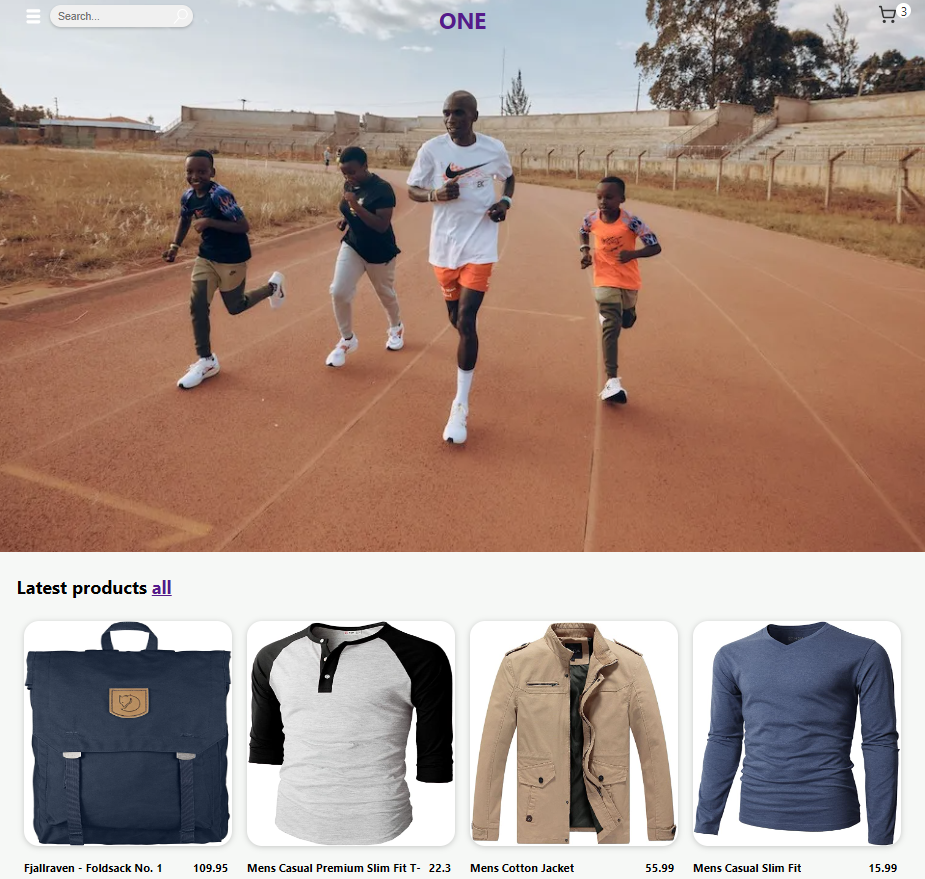 Search...
ONE
3
Latest products all
Fjallraven - Foldsack No. 1 109.95
Mens Casual Premium Slim Fit T- 22.3
Mens Cotton Jacket 55.99
Mens Casual Slim Fit 15.99